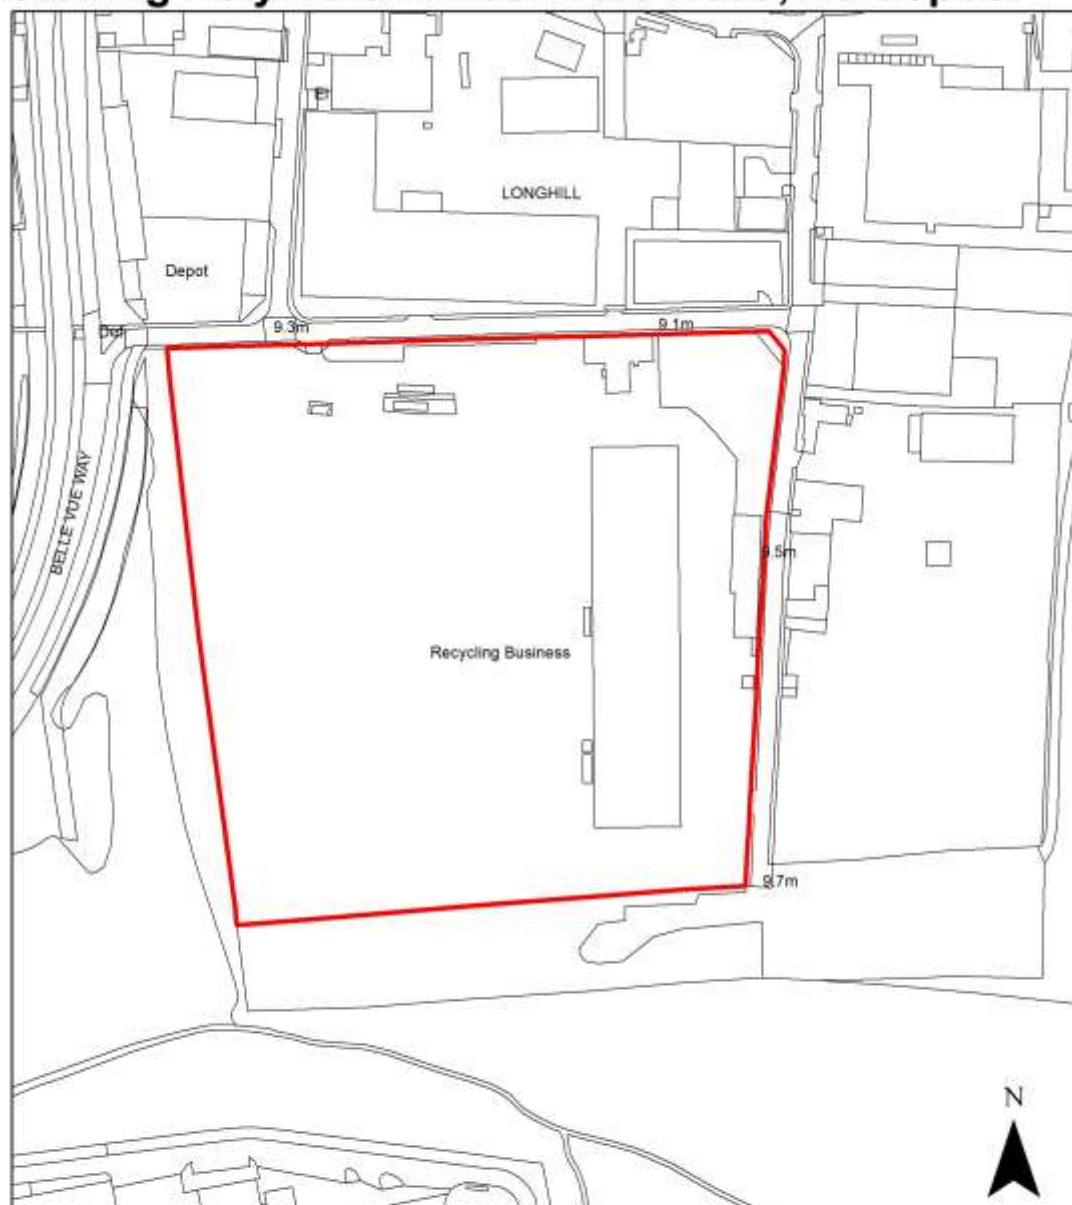 LONGHILL
Depot
9.3m
9.1m
BELLE VUE WAY
9.5m
Recycling Business
9.7m
N